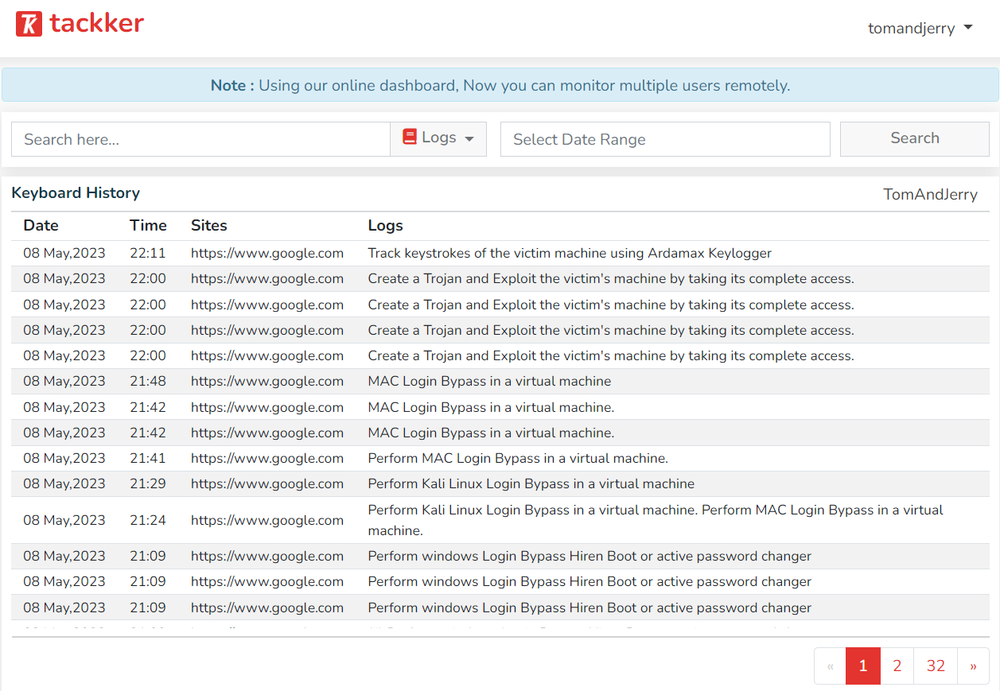 TK tackker
tomandjerry
Note : Using our online dashboard, Now you can monitor multiple users remotely.
Search here... Logs Select Date Range Search
Keyboard History TomAndJerry
Date Time Sites Logs
08 May,2023 22:11 https://www.google.com Track keystrokes of the victim machine using Ardamax Keylogger
08 May,2023 22:00 https://www.google.com Create a Trojan and Exploit the victim's machine by taking its complete access.
08 May,2023 22:00 https://www.google.com Create a Trojan and Exploit the victim's machine by taking its complete access.
08 May,2023 22:00 https://www.google.com Create a Trojan and Exploit the victim's machine by taking its complete access.
08 May,2023 22:00 https://www.google.com Create a Trojan and Exploit the victim's machine by taking its complete access.
08 May,2023 21:48 https://www.google.com MAC Login Bypass in a virtual machine
08 May,2023 21:42 https://www.google.com MAC Login Bypass in a virtual machine.
08 May,2023 21:42 https://www.google.com MAC Login Bypass in a virtual machine.
08 May,2023 21:41 https://www.google.com Perform MAC Login Bypass in a virtual machine.
08 May,2023 21:29 https://www.google.com Perform Kali Linux Login Bypass in a virtual machine
08 May,2023 21:24 https://www.google.com Perform Kali Linux Login Bypass in a virtual machine. Perform MAC Login Bypass in a virtual
machine.
08 May,2023 21:09 https://www.google.com Perform windows Login Bypass Hiren Boot or active password changer
08 May,2023 21:09 https://www.google.com Perform windows Login Bypass Hiren Boot or active password changer
08 May,2023 21:09 https://www.google.com Perform windows Login Bypass Hiren Boot or active password changer
« 1 2 32 »